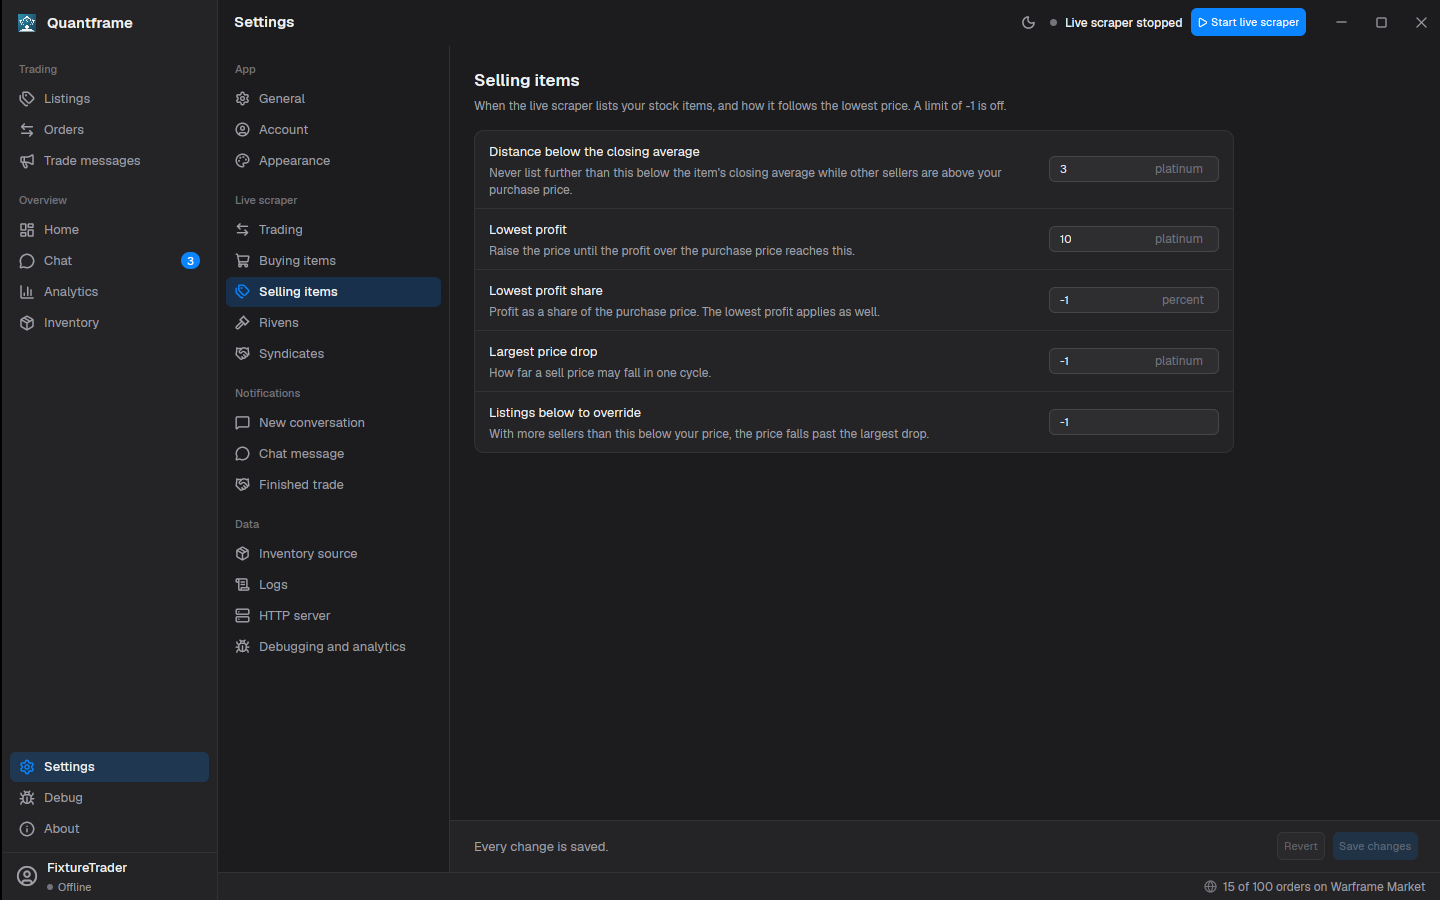 Quantframe
Settings
Live scraper stopped
Start live scraper
Trading
Listings
Orders
Trade messages
Overview
Home
Chat
3
Analytics
Inventory
Settings
Debug
About
FixtureTrader
Offline
App
General
Account
Appearance
Live scraper
Trading
Buying items
Selling items
Rivens
Syndicates
Notifications
New conversation
Chat message
Finished trade
Data
Inventory source
Logs
HTTP server
Debugging and analytics
Selling items
When the live scraper lists your stock items, and how it follows the lowest price. A limit of -1 is off.
Distance below the closing average
Never list further than this below the item's closing average while other sellers are above your
purchase price.
3 platinum
Lowest profit
Raise the price until the profit over the purchase price reaches this.
10 platinum
Lowest profit share
Profit as a share of the purchase price. The lowest profit applies as well.
-1 percent
Largest price drop
How far a sell price may fall in one cycle.
-1 platinum
Listings below to override
With more sellers than this below your price, the price falls past the largest drop.
-1
Every change is saved.
Revert
Save changes
15 of 100 orders on Warframe Market